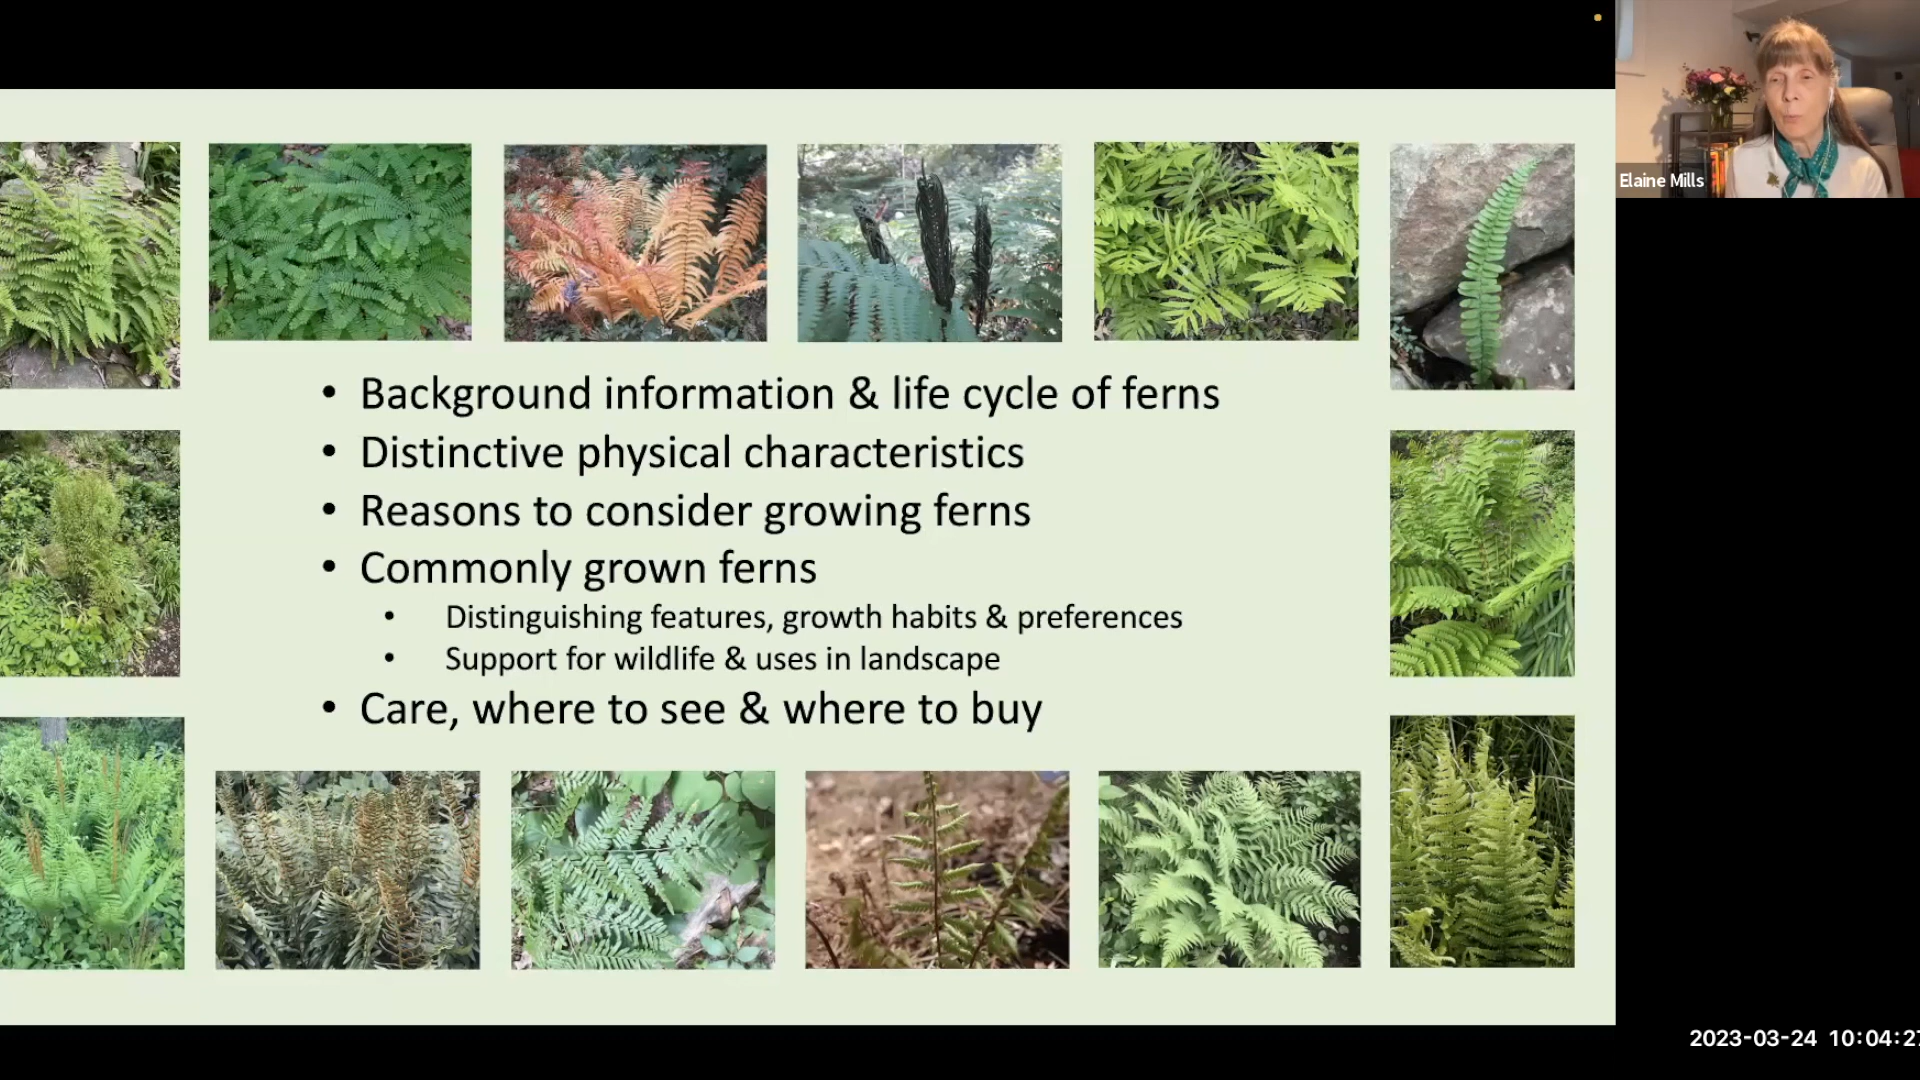 Elaine Mills
• Background information & life cycle of ferns
• Distinctive physical characteristics
• Reasons to consider growing ferns
• Commonly grown ferns
• Distinguishing features, growth habits & preferences
• Support for wildlife & uses in landscape
• Care, where to see & where to buy
2023-03-24 10:04:27